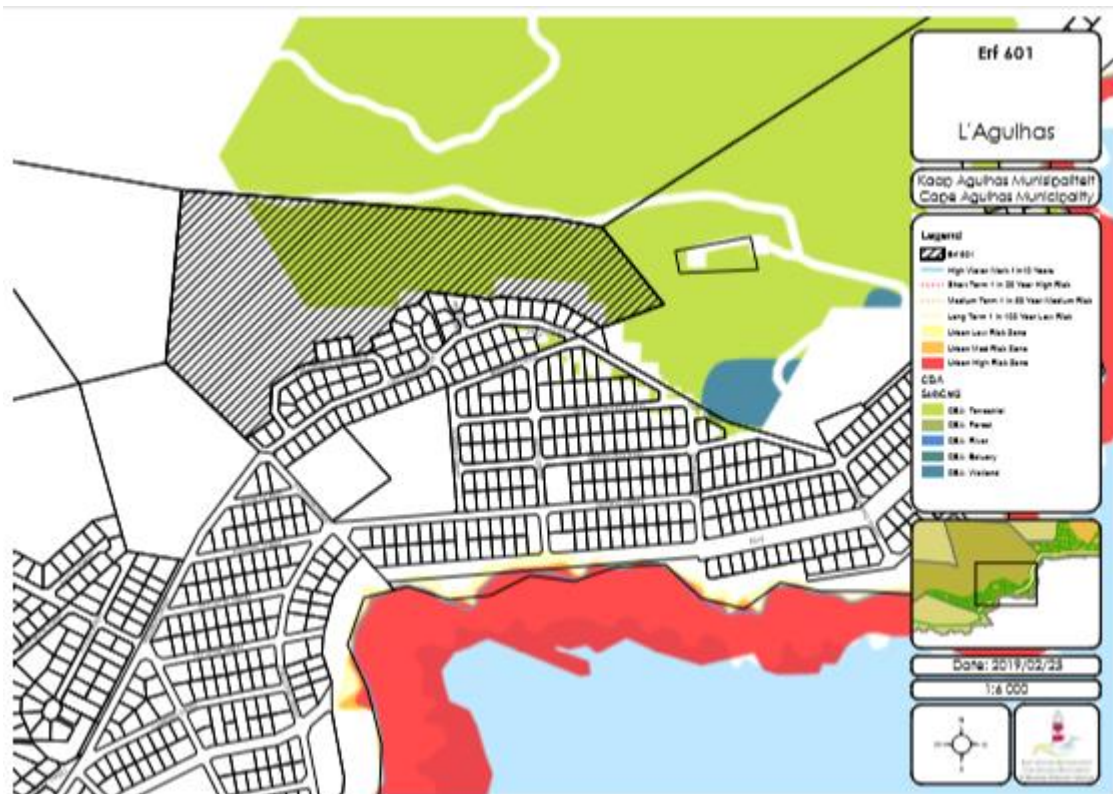 Erf 601
L'Agulhas
Kaap Agulhas Munisipaliteit
Cape Agulhas Municipality
Legend
Erf 601
High Water Mark 1 in 10 Years
Short Term 1 in 20 Year High Risk
Medium Term 1 in 50 Year Medium Risk
Long Term 1 in 100 Year Low Risk
Urban Low Risk Zone
Urban Med Risk Zone
Urban High Risk Zone
CBA
CBA: Terrestrial
CBA: Forest
CBA: River
CBA: Estuary
CBA: Wetland
Date: 2019/02/25
1:6 000
N
S